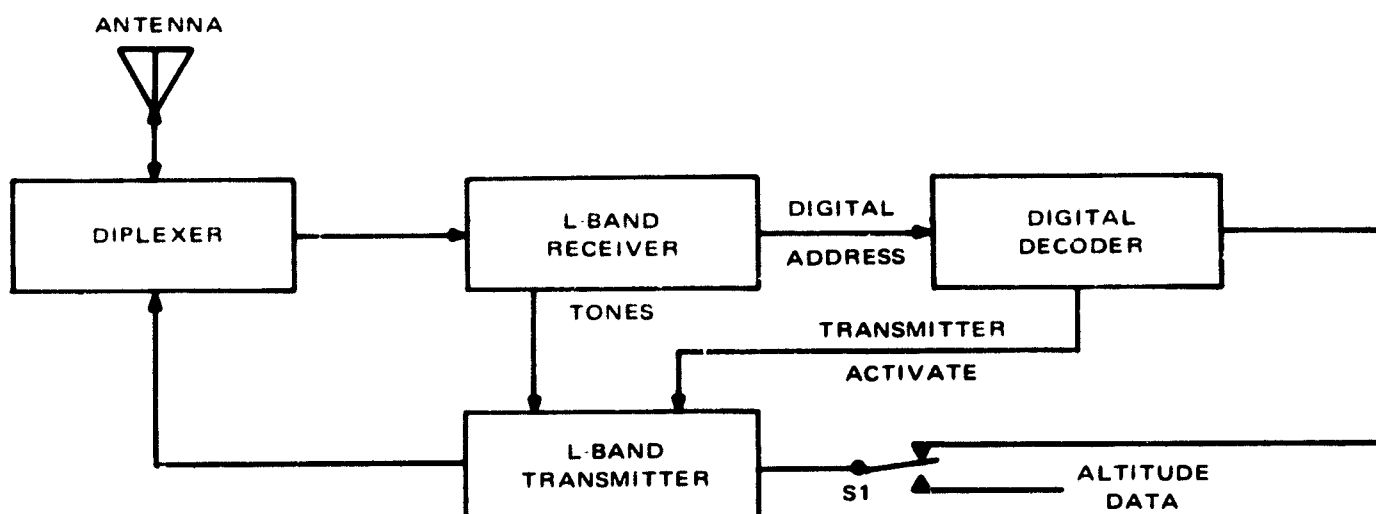 ANTENNA
DIPLEXER
L-BAND
RECEIVER
DIGITAL
ADDRESS
DIGITAL
DECODER
TONES
TRANSMITTER
ACTIVATE
L-BAND
TRANSMITTER
S1
ALTITUDE
DATA